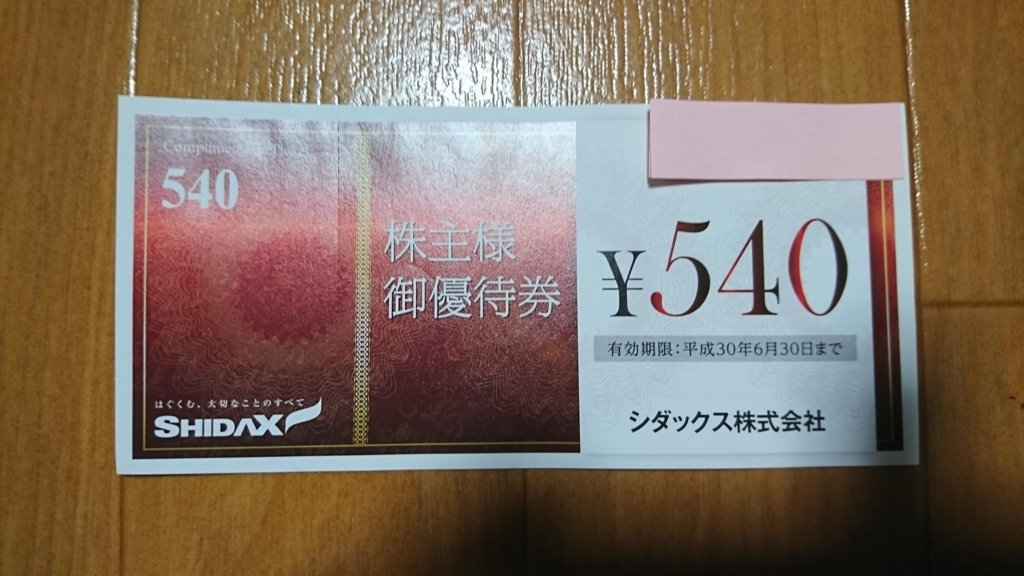 540
株主様
御優待券
はぐくむ、大切なことのすべて
SHIDAX
¥540
有効期限:平成30年6月30日まで
シダックス株式会社